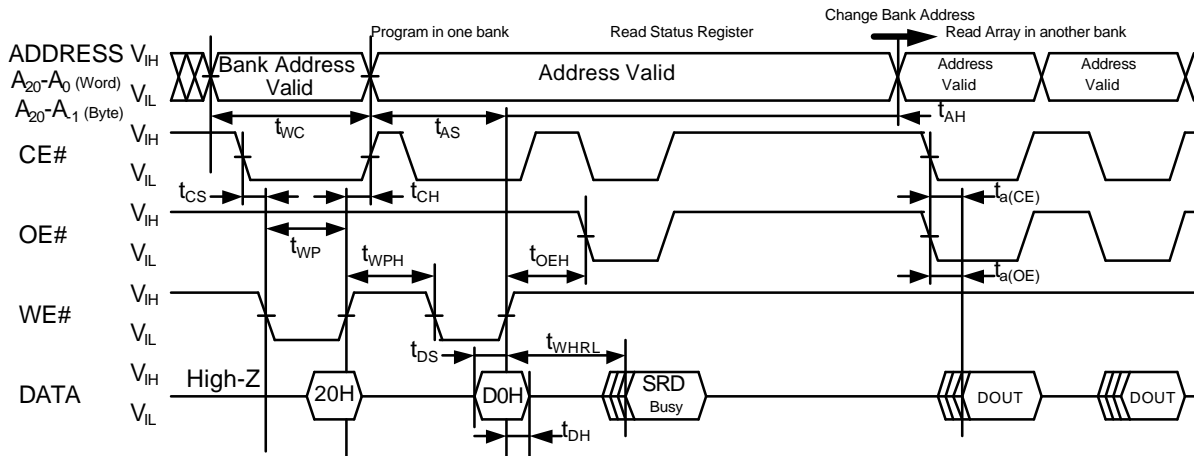 Change Bank Address
Program in one bank Read Status Register Read Array in another bank
ADDRESS VIH
Bank Address Valid Address Valid Address Valid Address Valid
A20-A0 (Word)
VIL
A20-A-1 (Byte)
tWC tAS tAH
VIH
CE#
VIL
tCS tCH ta(CE)
VIH
OE#
VIL
tWP tWPH tOEH ta(OE)
VIH
WE#
VIL
tDS tWHRL
VIH High-Z
DATA 20H D0H SRD Busy DOUT DOUT
VIL
tDH